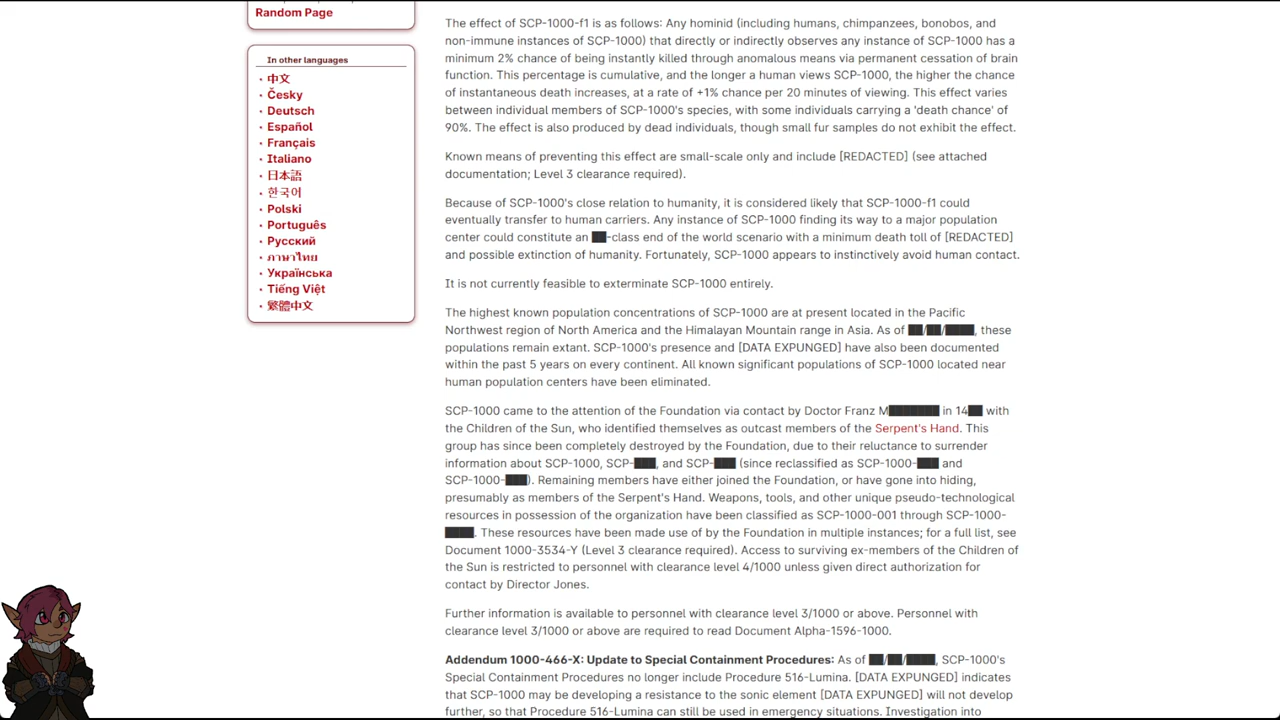 Random Page
In other languages
中文
Česky
Deutsch
Español
Français
Italiano
日本語
한국어
Polski
Português
Русский
ภาษาไทย
Українська
Tiếng Việt
繁體中文
The effect of SCP-1000-f1 is as follows: Any hominid (including humans, chimpanzees, bonobos, and
non-immune instances of SCP-1000) that directly or indirectly observes any instance of SCP-1000 has a
minimum 2% chance of being instantly killed through anomalous means via permanent cessation of brain
function. This percentage is cumulative, and the longer a human views SCP-1000, the higher the chance
of instantaneous death increases, at a rate of +1% chance per 20 minutes of viewing. This effect varies
between individual members of SCP-1000's species, with some individuals carrying a 'death chance' of
90%. The effect is also produced by dead individuals, though small fur samples do not exhibit the effect.
Known means of preventing this effect are small-scale only and include [REDACTED] (see attached
documentation; Level 3 clearance required).
Because of SCP-1000's close relation to humanity, it is considered likely that SCP-1000-f1 could
eventually transfer to human carriers. Any instance of SCP-1000 finding its way to a major population
center could constitute an ██-class end of the world scenario with a minimum death toll of [REDACTED]
and possible extinction of humanity. Fortunately, SCP-1000 appears to instinctively avoid human contact.
It is not currently feasible to exterminate SCP-1000 entirely.
The highest known population concentrations of SCP-1000 are at present located in the Pacific
Northwest region of North America and the Himalayan Mountain range in Asia. As of ██/██/████, these
populations remain extant. SCP-1000's presence and [DATA EXPUNGED] have also been documented
within the past 5 years on every continent. All known significant populations of SCP-1000 located near
human population centers have been eliminated.
SCP-1000 came to the attention of the Foundation via contact by Doctor Franz M███████ in 14██ with
the Children of the Sun, who identified themselves as outcast members of the Serpent's Hand. This
group has since been completely destroyed by the Foundation, due to their reluctance to surrender
information about SCP-1000, SCP-███, and SCP-███ (since reclassified as SCP-1000-███ and
SCP-1000-███). Remaining members have either joined the Foundation, or have gone into hiding,
presumably as members of the Serpent's Hand. Weapons, tools, and other unique pseudo-technological
resources in possession of the organization have been classified as SCP-1000-001 through SCP-1000-
████. These resources have been made use of by the Foundation in multiple instances; for a full list, see
Document 1000-3534-Y (Level 3 clearance required). Access to surviving ex-members of the Children of
the Sun is restricted to personnel with clearance level 4/1000 unless given direct authorization for
contact by Director Jones.
Further information is available to personnel with clearance level 3/1000 or above. Personnel with
clearance level 3/1000 or above are required to read Document Alpha-1596-1000.
Addendum 1000-466-X: Update to Special Containment Procedures: As of ██/██/████, SCP-1000's
Special Containment Procedures no longer include Procedure 516-Lumina. [DATA EXPUNGED] indicates
that SCP-1000 may be developing a resistance to the sonic element [DATA EXPUNGED] will not develop
further, so that Procedure 516-Lumina can still be used in emergency situations. Investigation into